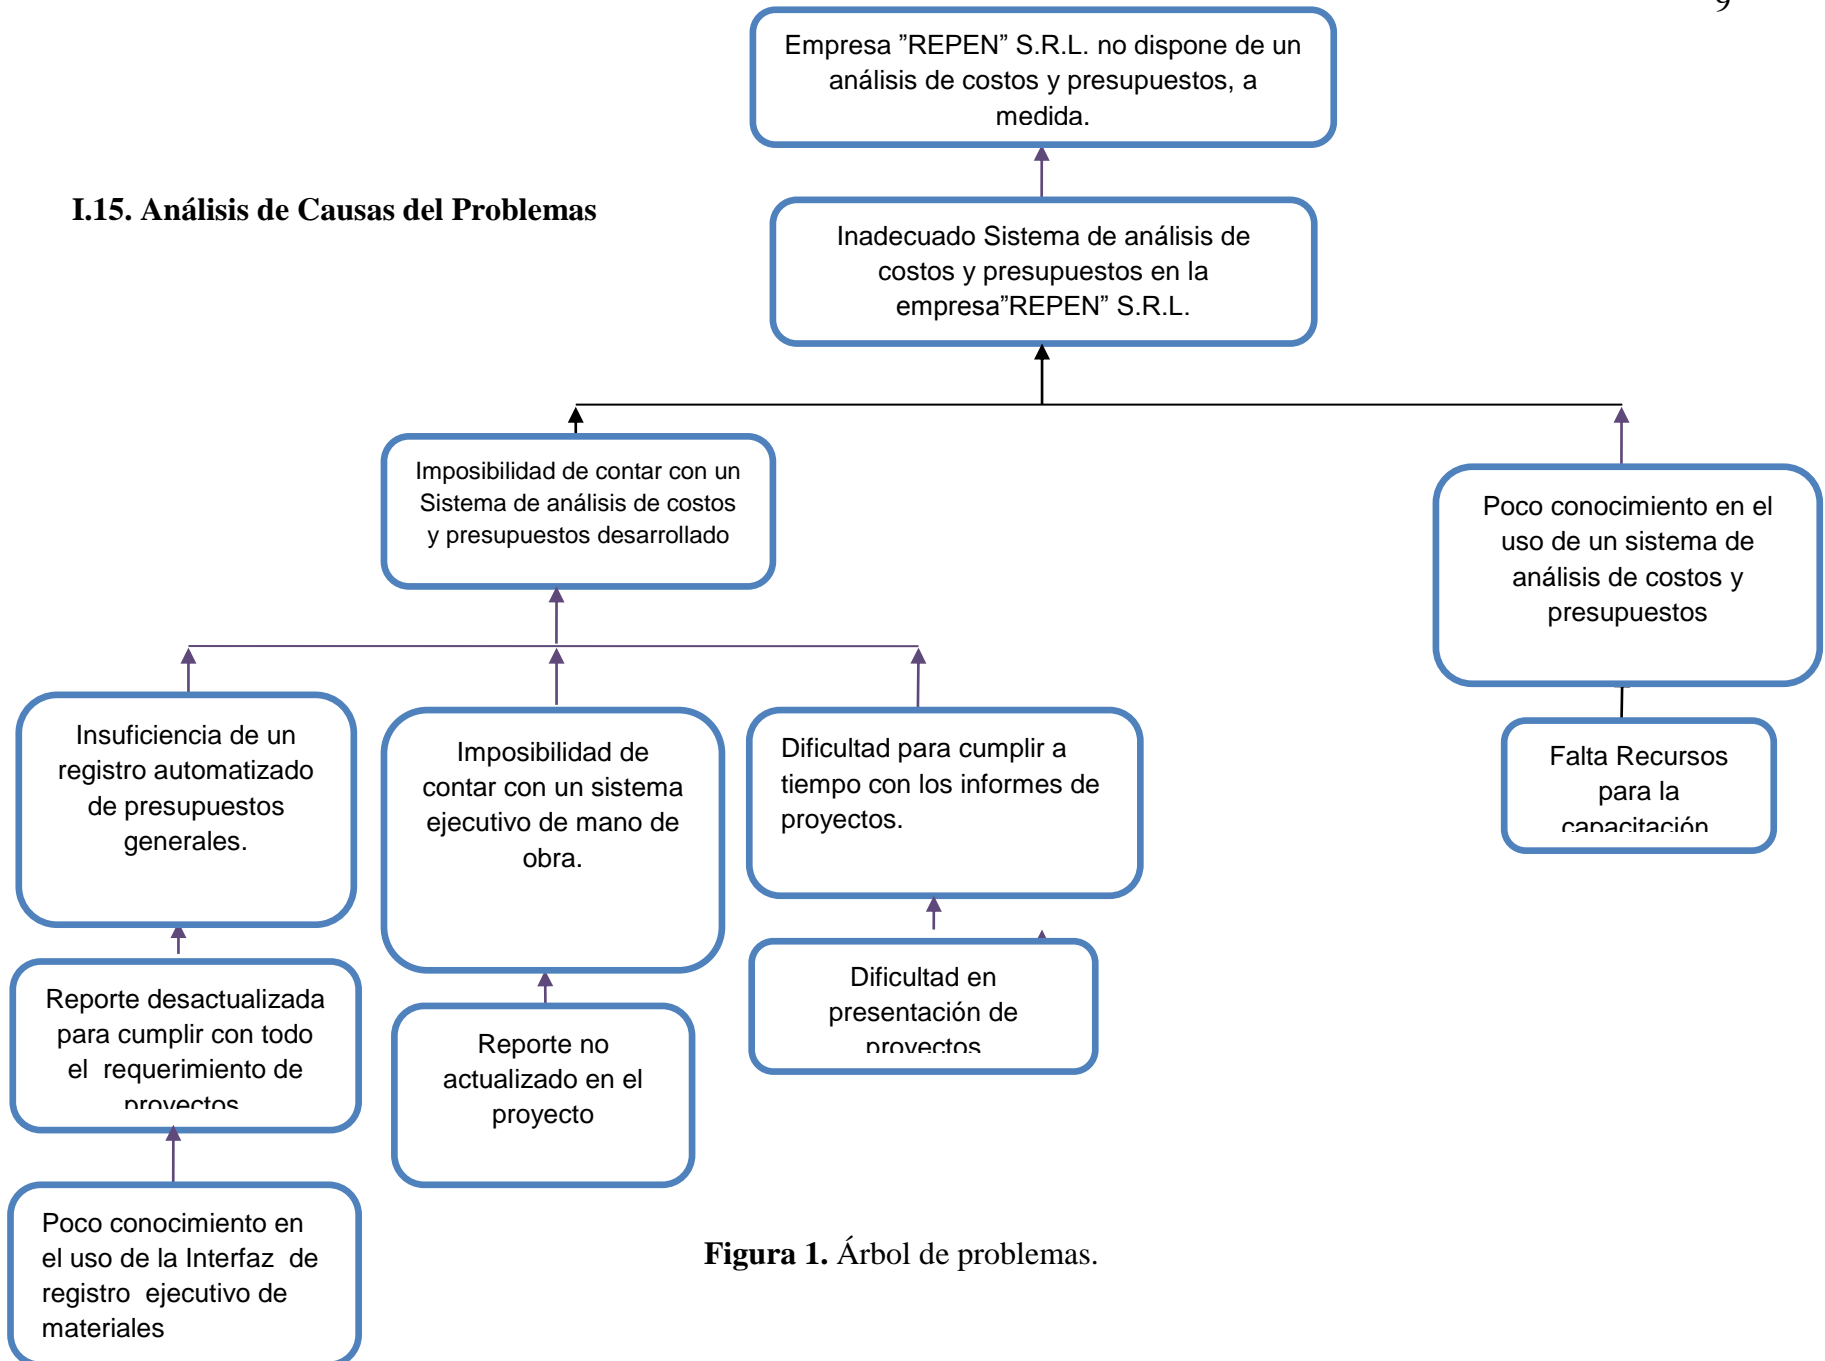 9
Empresa ”REPEN” S.R.L. no dispone de un
análisis de costos y presupuestos, a
medida.
I.15. Análisis de Causas del Problemas
Inadecuado Sistema de análisis de
costos y presupuestos en la
empresa”REPEN” S.R.L.
Imposibilidad de contar con un
Sistema de análisis de costos
y presupuestos desarrollado
Poco conocimiento en el
uso de un sistema de
análisis de costos y
presupuestos
Insuficiencia de un
registro automatizado
de presupuestos
generales.
Imposibilidad de
contar con un sistema
ejecutivo de mano de
obra.
Dificultad para cumplir a
tiempo con los informes de
proyectos.
Falta Recursos
para la
capacitación
Reporte desactualizada
para cumplir con todo
el requerimiento de
proyectos
Reporte no
actualizado en el
proyecto
Dificultad en
presentación de
proyectos
Poco conocimiento en
el uso de la Interfaz de
registro ejecutivo de
materiales
Figura 1. Árbol de problemas.